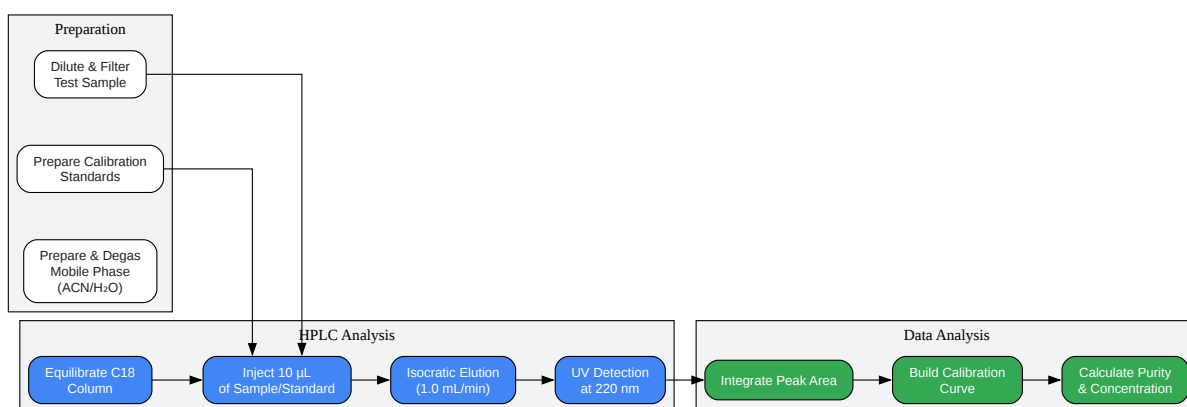 Preparation
Dilute & Filter
Test Sample
Prepare Calibration
Standards
Prepare & Degas
Mobile Phase
(ACN/H₂O)
HPLC Analysis
Equilibrate C18
Column
Inject 10 µL
of Sample/Standard
Isocratic Elution
(1.0 mL/min)
UV Detection
at 220 nm
Data Analysis
Integrate Peak Area
Build Calibration
Curve
Calculate Purity
& Concentration